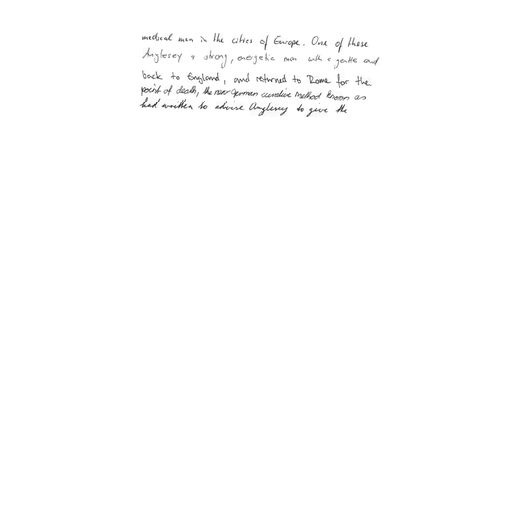 medical men in the cities of Europe. One of these
Anglesey a strong, energetic man with a gentle and
back to England, and returned to Rome for the
point of death, the new German curative method known as
had written to advise Anglesey to give the